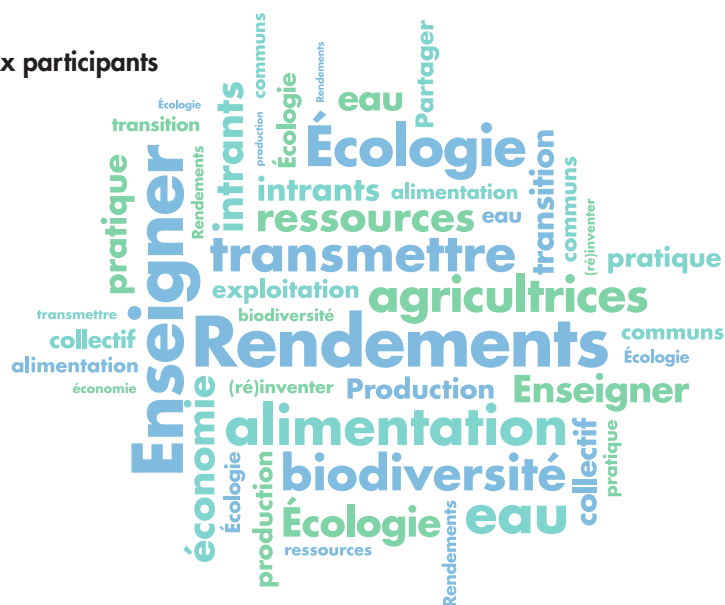 x participants
communs
Rendements
Partager
Écologie
eau
Écologie
production
intrants
transition
Ècologie
transition
Rendements
pratique
communs
intrants
alimentation
ressources
eau
Enseigner
transmettre
(ré)inventer
pratique
exploitation
agricultrices
biodiversité
transmettre
collectif
Rendements
communs
alimentation
Écologie
économie
économie
(ré)inventer
Production
Enseigner
alimentation
collectif
pratique
Écologie
production
biodiversité
Écologie
eau
Rendements
ressources